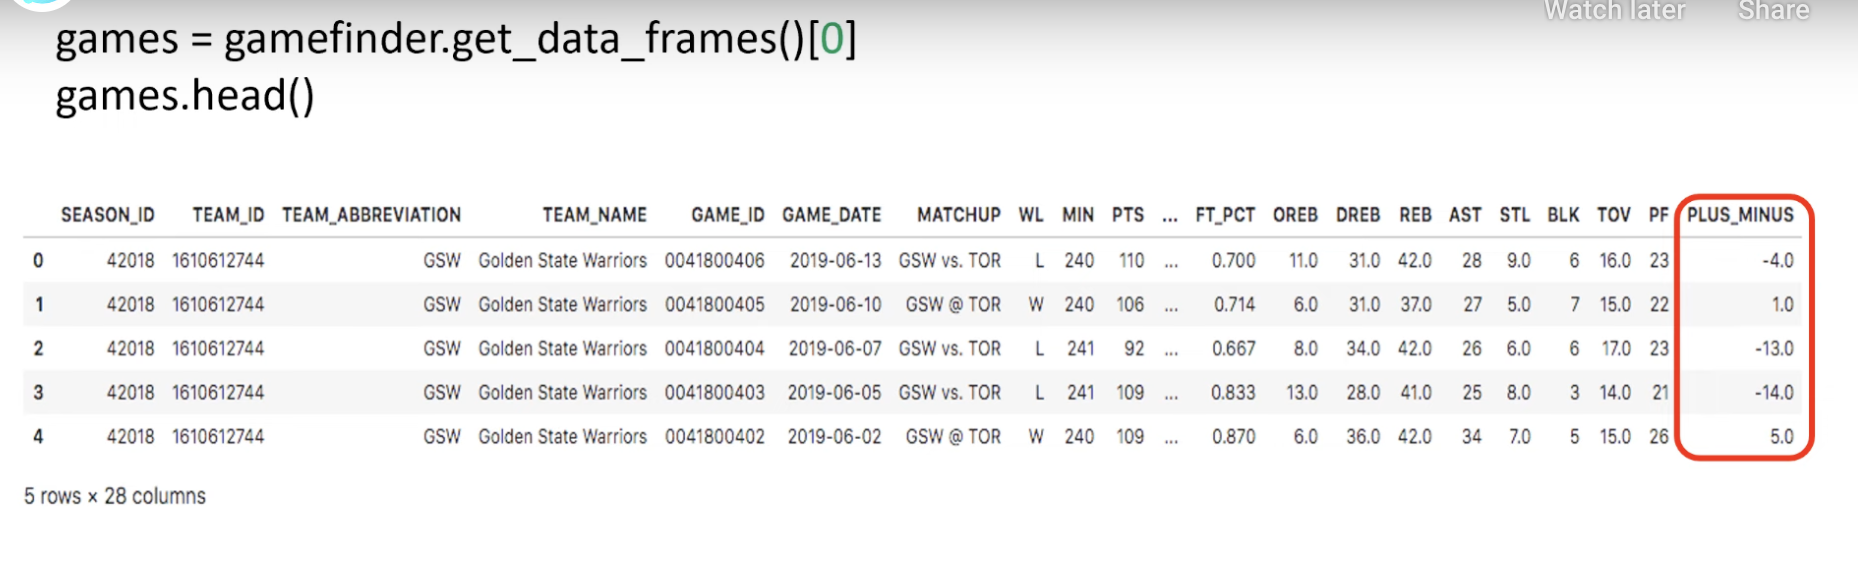 Watch later Share
games = gamefinder.get_data_frames()[0]
games.head()
SEASON_ID TEAM_ID TEAM_ABBREVIATION TEAM_NAME GAME_ID GAME_DATE MATCHUP WL MIN PTS ... FT_PCT OREB DREB REB AST STL BLK TOV PF PLUS_MINUS
0 42018 1610612744 GSW Golden State Warriors 0041800406 2019-06-13 GSW vs. TOR L 240 110 ... 0.700 11.0 31.0 42.0 28 9.0 6 16.0 23 -4.0
1 42018 1610612744 GSW Golden State Warriors 0041800405 2019-06-10 GSW @ TOR W 240 106 ... 0.714 6.0 31.0 37.0 27 5.0 7 15.0 22 1.0
2 42018 1610612744 GSW Golden State Warriors 0041800404 2019-06-07 GSW vs. TOR L 241 92 ... 0.667 8.0 34.0 42.0 26 6.0 6 17.0 23 -13.0
3 42018 1610612744 GSW Golden State Warriors 0041800403 2019-06-05 GSW vs. TOR L 241 109 ... 0.833 13.0 28.0 41.0 25 8.0 3 14.0 21 -14.0
4 42018 1610612744 GSW Golden State Warriors 0041800402 2019-06-02 GSW @ TOR W 240 109 ... 0.870 6.0 36.0 42.0 34 7.0 5 15.0 26 5.0
5 rows × 28 columns